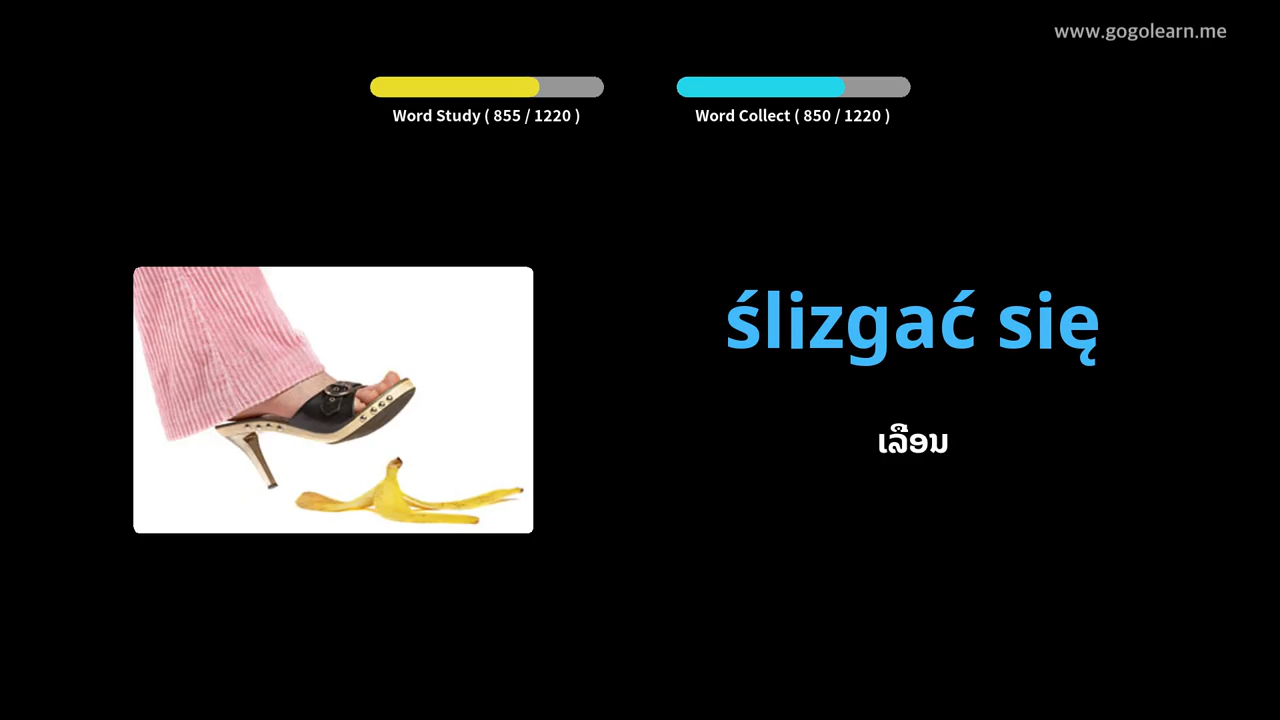 www.gogolearn.me
Word Study ( 855 / 1220 )
Word Collect ( 850 / 1220 )
ślizgać się
ເລືອນ